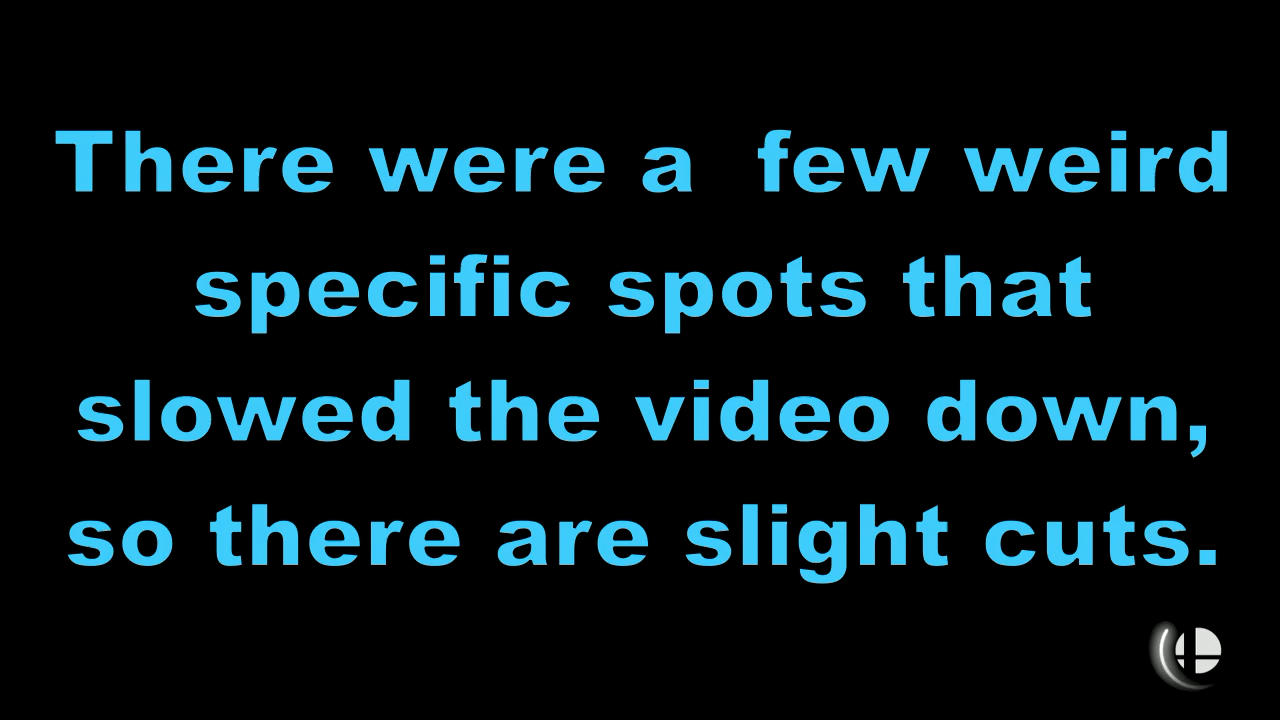 There were a  few weird
specific spots that
slowed the video down,
so there are slight cuts.